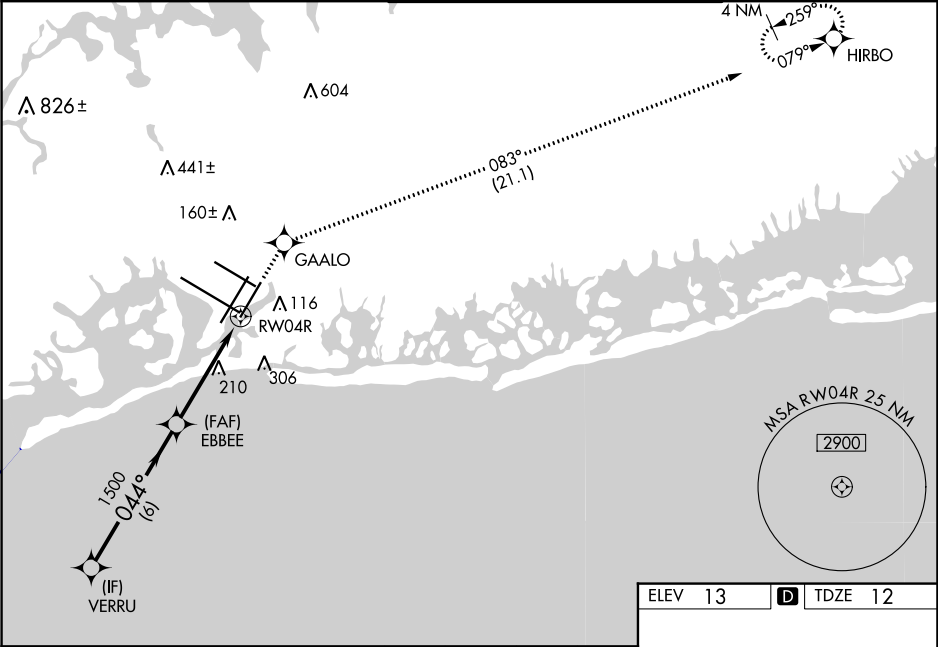 4 NM
259°
079°
HIRBO
604
826±
441±
083°
(21.1)
160±
GAALO
116
RW04R
306
210
(FAF)
EBBEE
MSA RW04R 25 NM
2900
1500
044°
(6)
(IF)
VERRU
ELEV 13 D TDZE 12